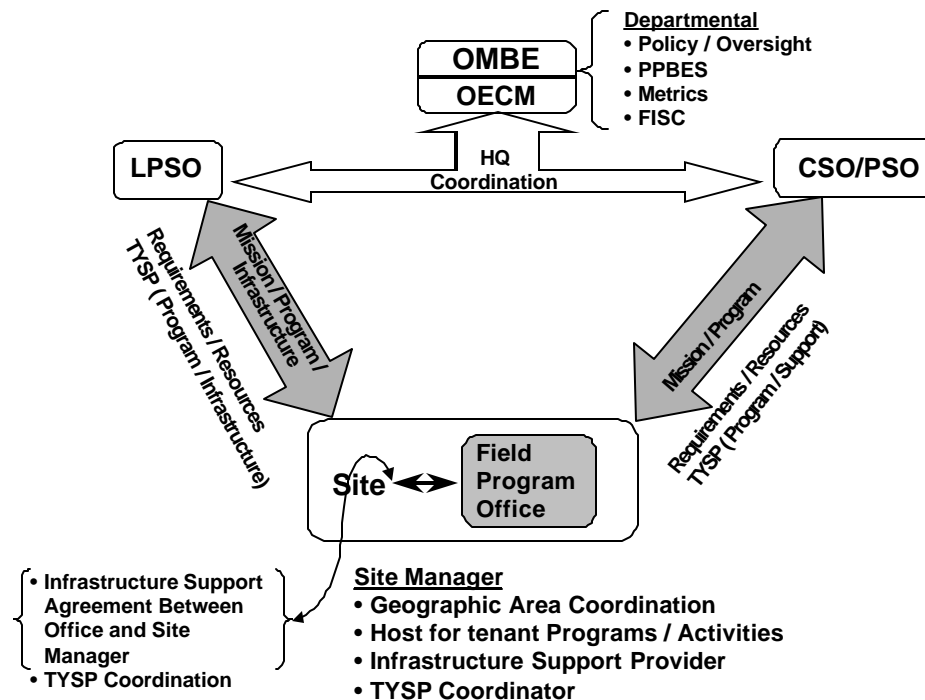 Departmental
• Policy / Oversight
• PPBES
• Metrics
• FISC
OMBE
OECM
LPSO
HQ
Coordination
CSO/PSO
Requirements / Resources
TYSP ( Program / Infrastructure)
Mission / Program /
Infrastructure
Mission / Program
Requirements / Resources
TYSP ( Program / Support)
Site
Field
Program
Office
• Infrastructure Support
Agreement Between
Office and Site
Manager
• TYSP Coordination
Site Manager
• Geographic Area Coordination
• Host for tenant Programs / Activities
• Infrastructure Support Provider
• TYSP Coordinator